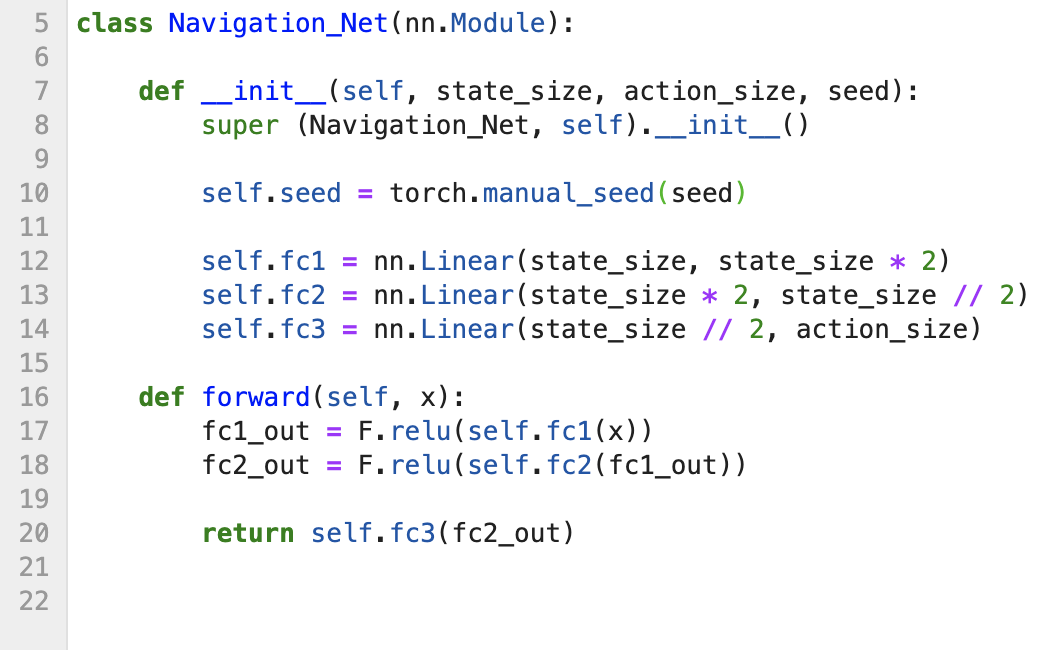 5 class Navigation_Net(nn.Module):
6
7     def __init__(self, state_size, action_size, seed):
8         super (Navigation_Net, self).__init__()
9
10         self.seed = torch.manual_seed(seed)
11
12         self.fc1 = nn.Linear(state_size, state_size * 2)
13         self.fc2 = nn.Linear(state_size * 2, state_size // 2)
14         self.fc3 = nn.Linear(state_size // 2, action_size)
15
16     def forward(self, x):
17         fc1_out = F.relu(self.fc1(x))
18         fc2_out = F.relu(self.fc2(fc1_out))
19
20         return self.fc3(fc2_out)
21
22